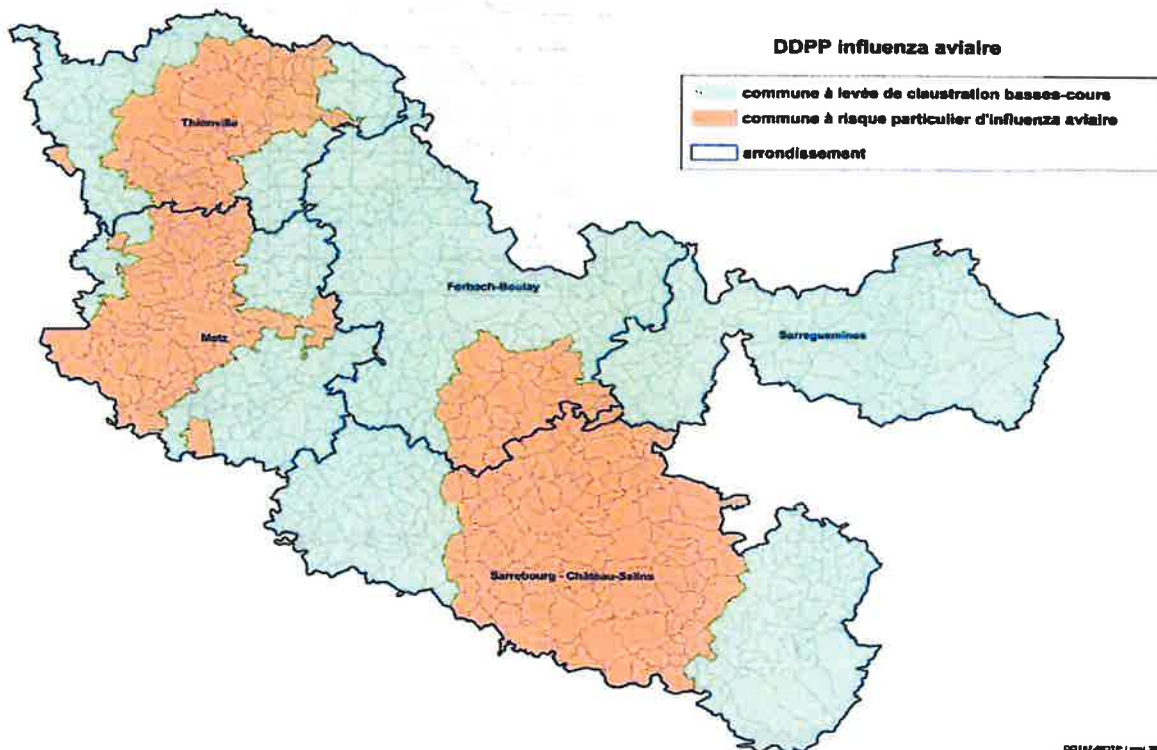 DDPP influenza aviaire
commune à levée de claustration basses-cours
commune à risque particulier d'influenza aviaire
arrondissement
Thionville
Forbach-Boulay
Metz
Sarreguemines
Sarrebourg - Château-Salins